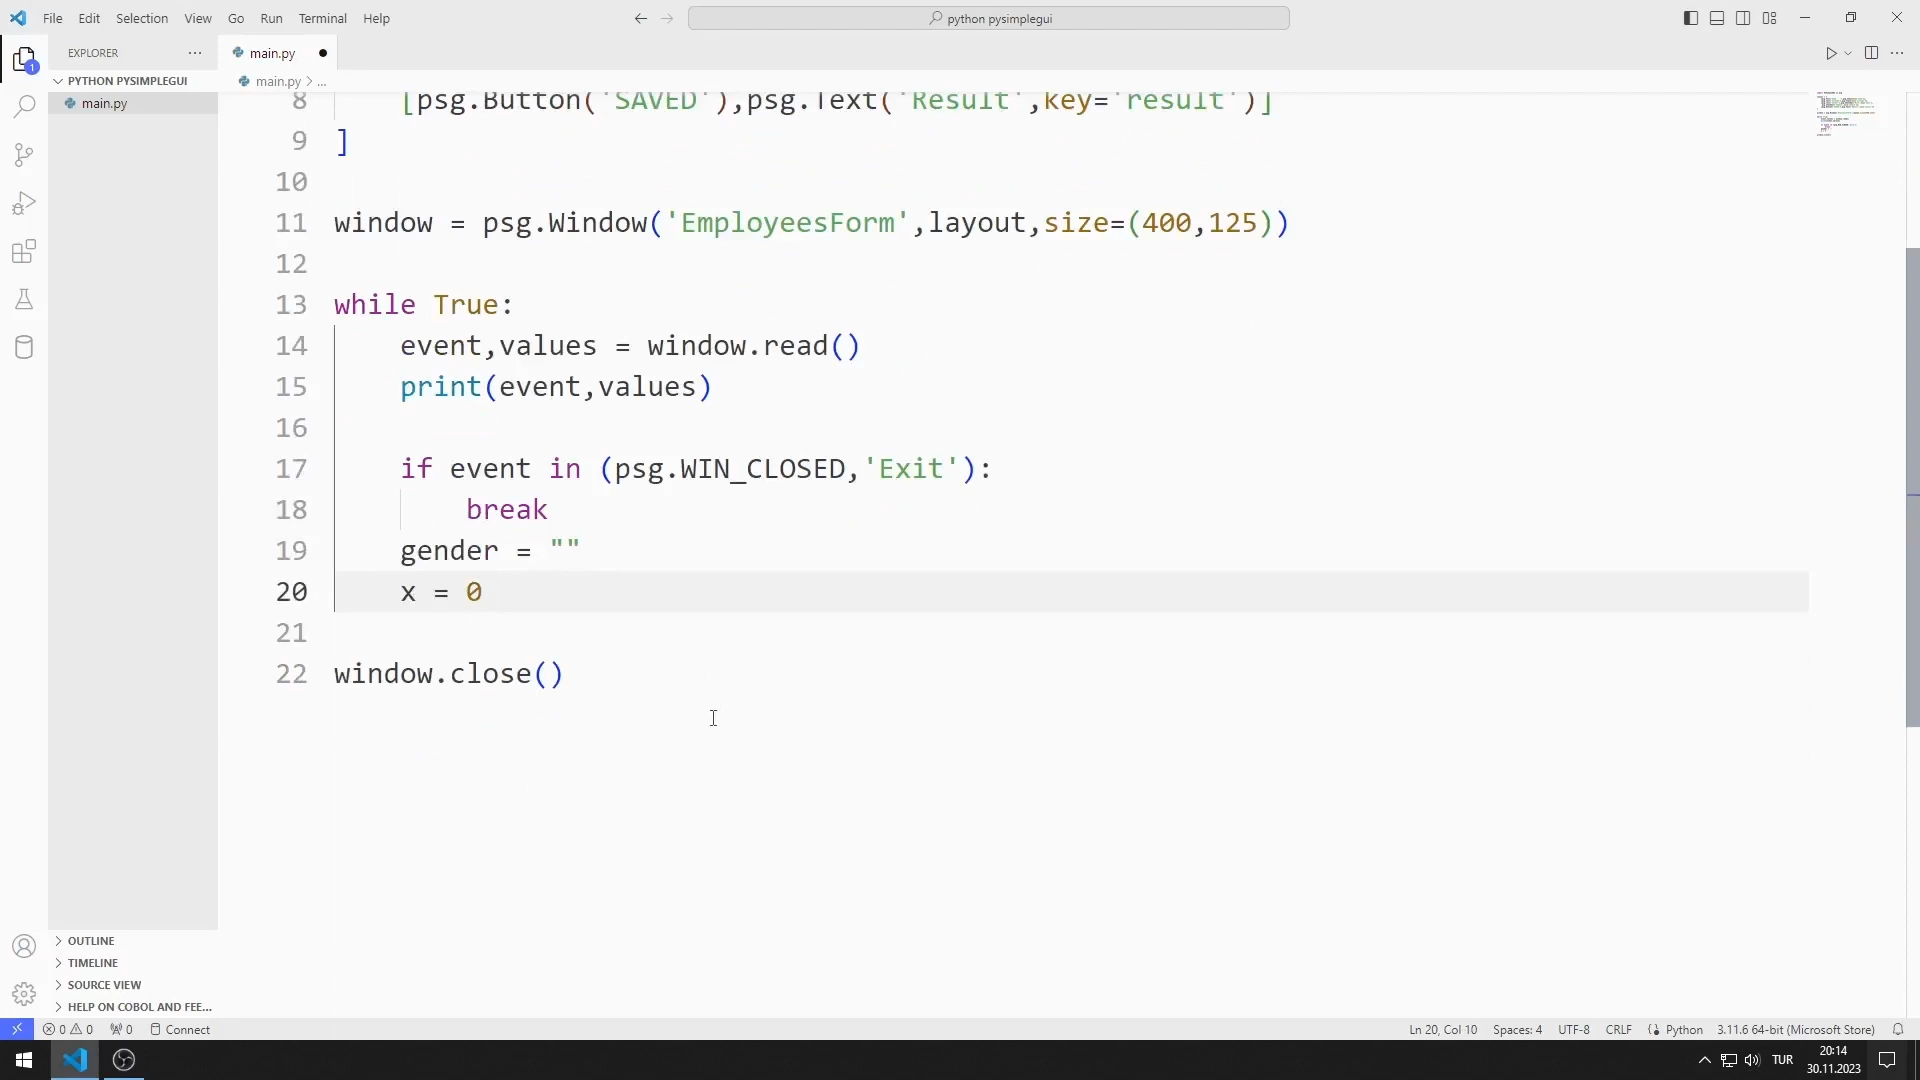 File Edit Selection View Go Run Terminal Help
python pysimplegui
EXPLORER
1
PYTHON PYSIMPLEGUI
main.py
main.py
main.py > ...
8 [psg.Button('SAVED'),psg.Text('Result',key='result')]
9 ]
10
11 window = psg.Window('EmployeesForm',layout,size=(400,125))
12
13 while True:
14 event,values = window.read()
15 print(event,values)
16
17 if event in (psg.WIN_CLOSED,'Exit'):
18 break
19 gender = ""
20 x = 0
21
22 window.close()
OUTLINE
TIMELINE
SOURCE VIEW
HELP ON COBOL AND FEE...
0 0 0 Connect
Ln 20, Col 10 Spaces: 4 UTF-8 CRLF Python 3.11.6 64-bit (Microsoft Store)
TUR
20:14
30.11.2023